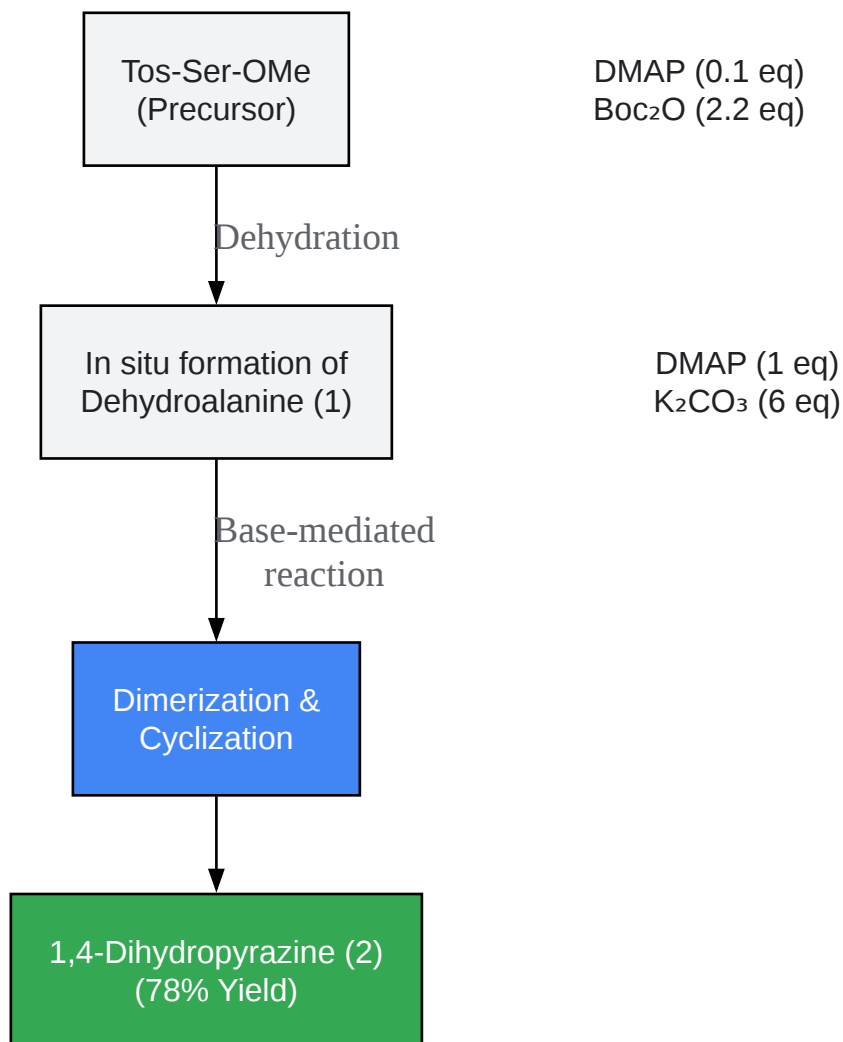 Tos-Ser-OMe
(Precursor)
DMAP (0.1 eq)
Boc₂O (2.2 eq)
Dehydration
In situ formation of
Dehydroalanine (1)
DMAP (1 eq)
K₂CO₃ (6 eq)
Base-mediated
reaction
Dimerization &
Cyclization
1,4-Dihydropyrazine (2)
(78% Yield)